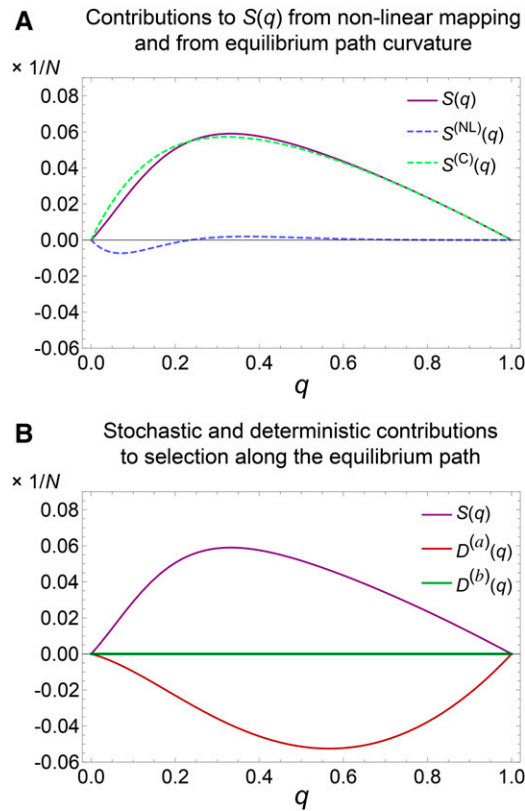 A
Contributions to S(q) from non-linear mapping
and from equilibrium path curvature
× 1/N
0.08
0.06
0.04
0.02
0.00
-0.02
-0.04
-0.06
S(q)
S(NL)(q)
S(C)(q)
0.0 0.2 0.4 0.6 0.8 1.0
q
B
Stochastic and deterministic contributions
to selection along the equilibrium path
× 1/N
0.08
0.06
0.04
0.02
0.00
-0.02
-0.04
-0.06
S(q)
D(a)(q)
D(b)(q)
0.0 0.2 0.4 0.6 0.8 1.0
q